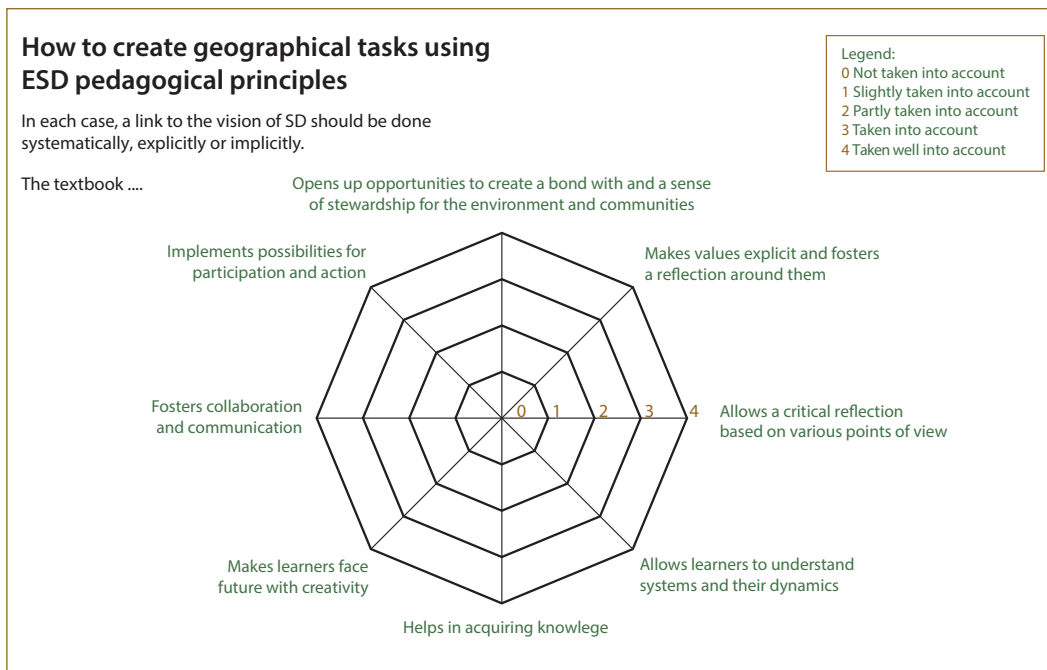 How to create geographical tasks using
ESD pedagogical principles
In each case, a link to the vision of SD should be done
systematically, explicitly or implicitly.
The textbook ....
Legend:
0 Not taken into account
1 Slightly taken into account
2 Partly taken into account
3 Taken into account
4 Taken well into account
Opens up opportunities to create a bond with and a sense
of stewardship for the environment and communities
Implements possibilities for
participation and action
Makes values explicit and fosters
a reflection around them
Fosters collaboration
and communication
0 1 2 3 4
Allows a critical reflection
based on various points of view
Makes learners face
future with creativity
Allows learners to understand
systems and their dynamics
Helps in acquiring knowlege